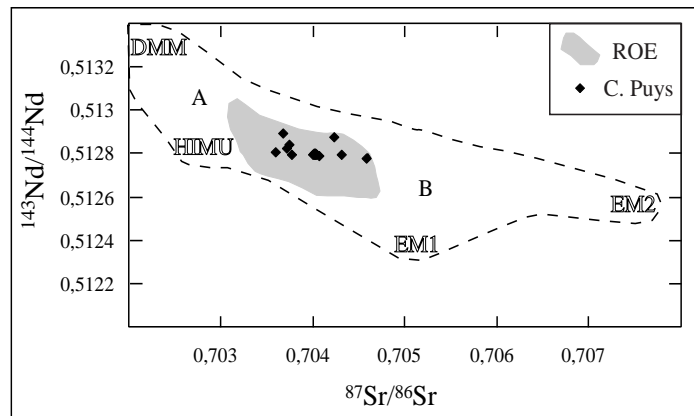 DMM
A
HIMU
B
EM1
EM2
ROE
C. Puys
0,5132
0,513
0,5128
0,5126
0,5124
0,5122
143Nd/144Nd
0,703
0,704
0,705
0,706
0,707
87Sr/86Sr